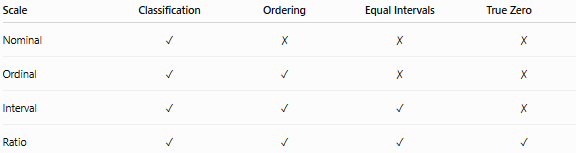 Scale Classification Ordering Equal Intervals True Zero
Nominal ✓ ✗ ✗ ✗
Ordinal ✓ ✓ ✗ ✗
Interval ✓ ✓ ✓ ✗
Ratio ✓ ✓ ✓ ✓